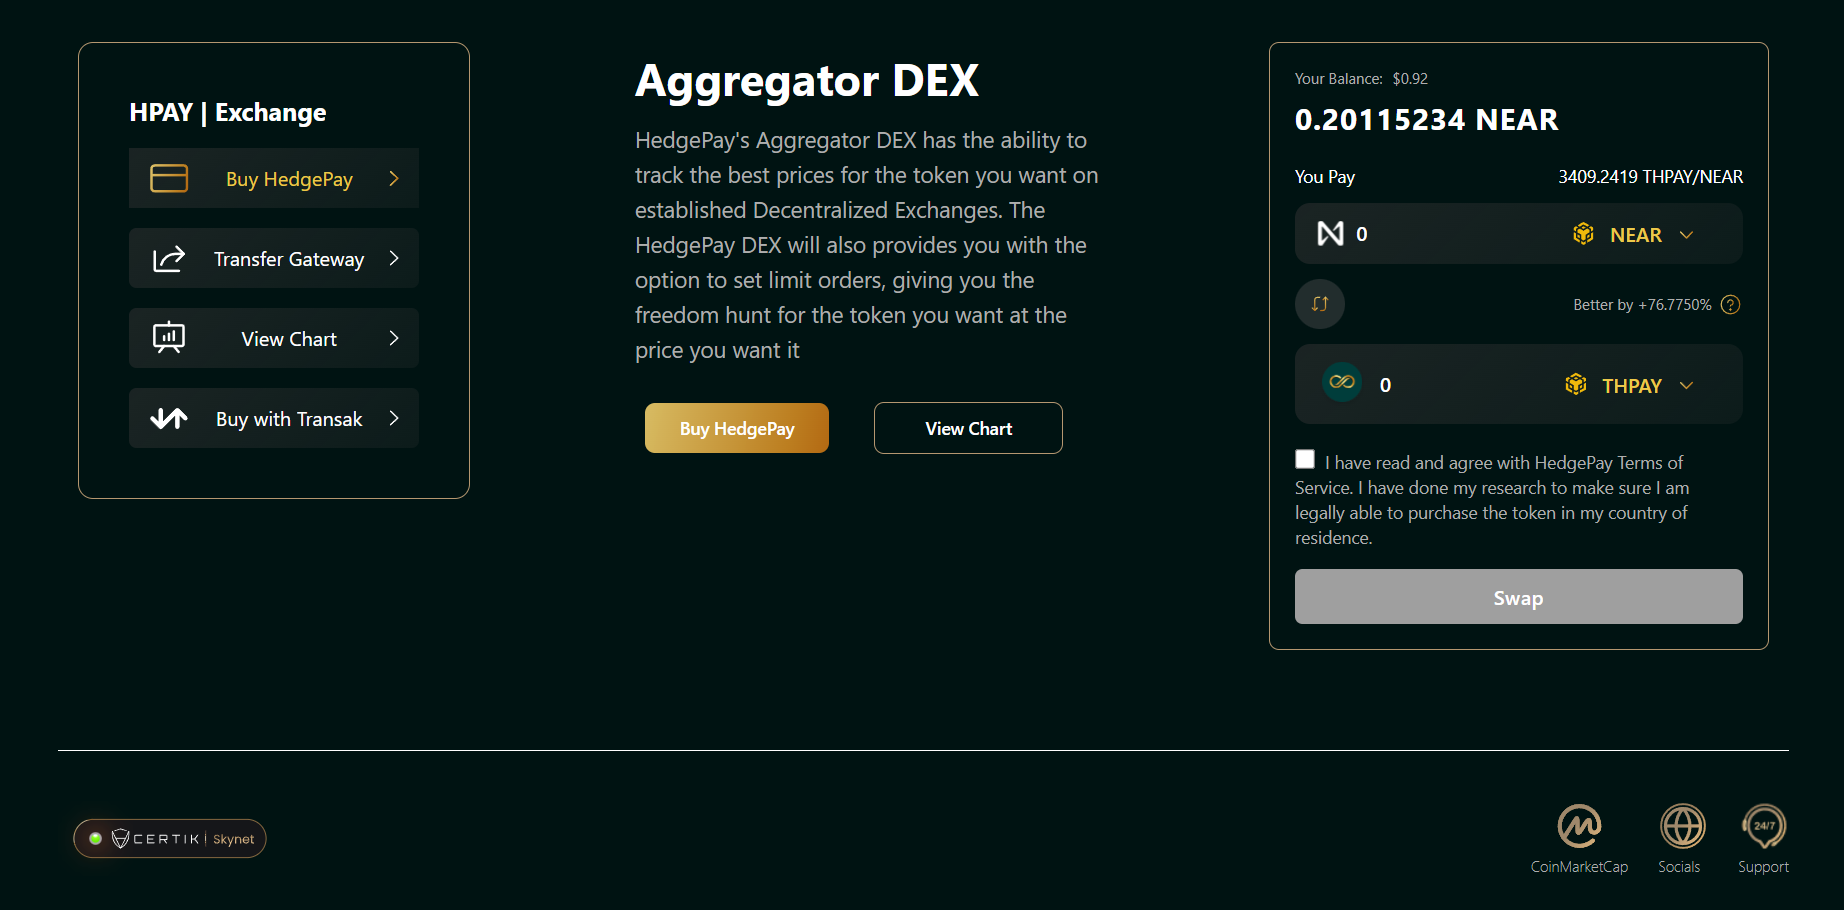 HPAY | Exchange
Buy HedgePay
Transfer Gateway
View Chart
Buy with Transak
Aggregator DEX
HedgePay's Aggregator DEX has the ability to
track the best prices for the token you want on
established Decentralized Exchanges. The
HedgePay DEX will also provides you with the
option to set limit orders, giving you the
freedom hunt for the token you want at the
price you want it
Buy HedgePay
View Chart
Your Balance: $0.92
0.20115234 NEAR
You Pay 3409.2419 THPAY/NEAR
0 NEAR
Better by +76.7750% ?
0 THPAY
I have read and agree with HedgePay Terms of
Service. I have done my research to make sure I am
legally able to purchase the token in my country of
residence.
Swap
CERTIK | Skynet
24/7
CoinMarketCap
Socials
Support